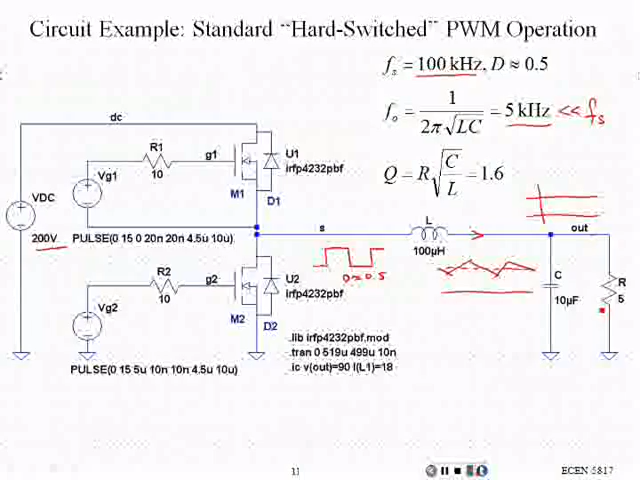 Circuit Example: Standard “Hard-Switched” PWM Operation
fs = 100 kHz, D ≈ 0.5
fo = 1 / 2π√LC = 5 kHz << fs
Q = R√C/L = 1.6
dc
R1
10
g1
U1
irfp4232pbf
Vg1
M1
D1
VDC
200V
PULSE(0 15 0 20n 20n 4.5u 10u)
s
L
100µH
out
D≈0.5
R2
10
g2
U2
irfp4232pbf
Vg2
M2
D2
C
10µF
R
5
.lib irfp4232pbf.mod
.tran 0 519u 499u 10n
.ic v(out)=90 I(L1)=18
PULSE(0 15 5u 10n 10n 4.5u 10u)
11
ECEN 5817